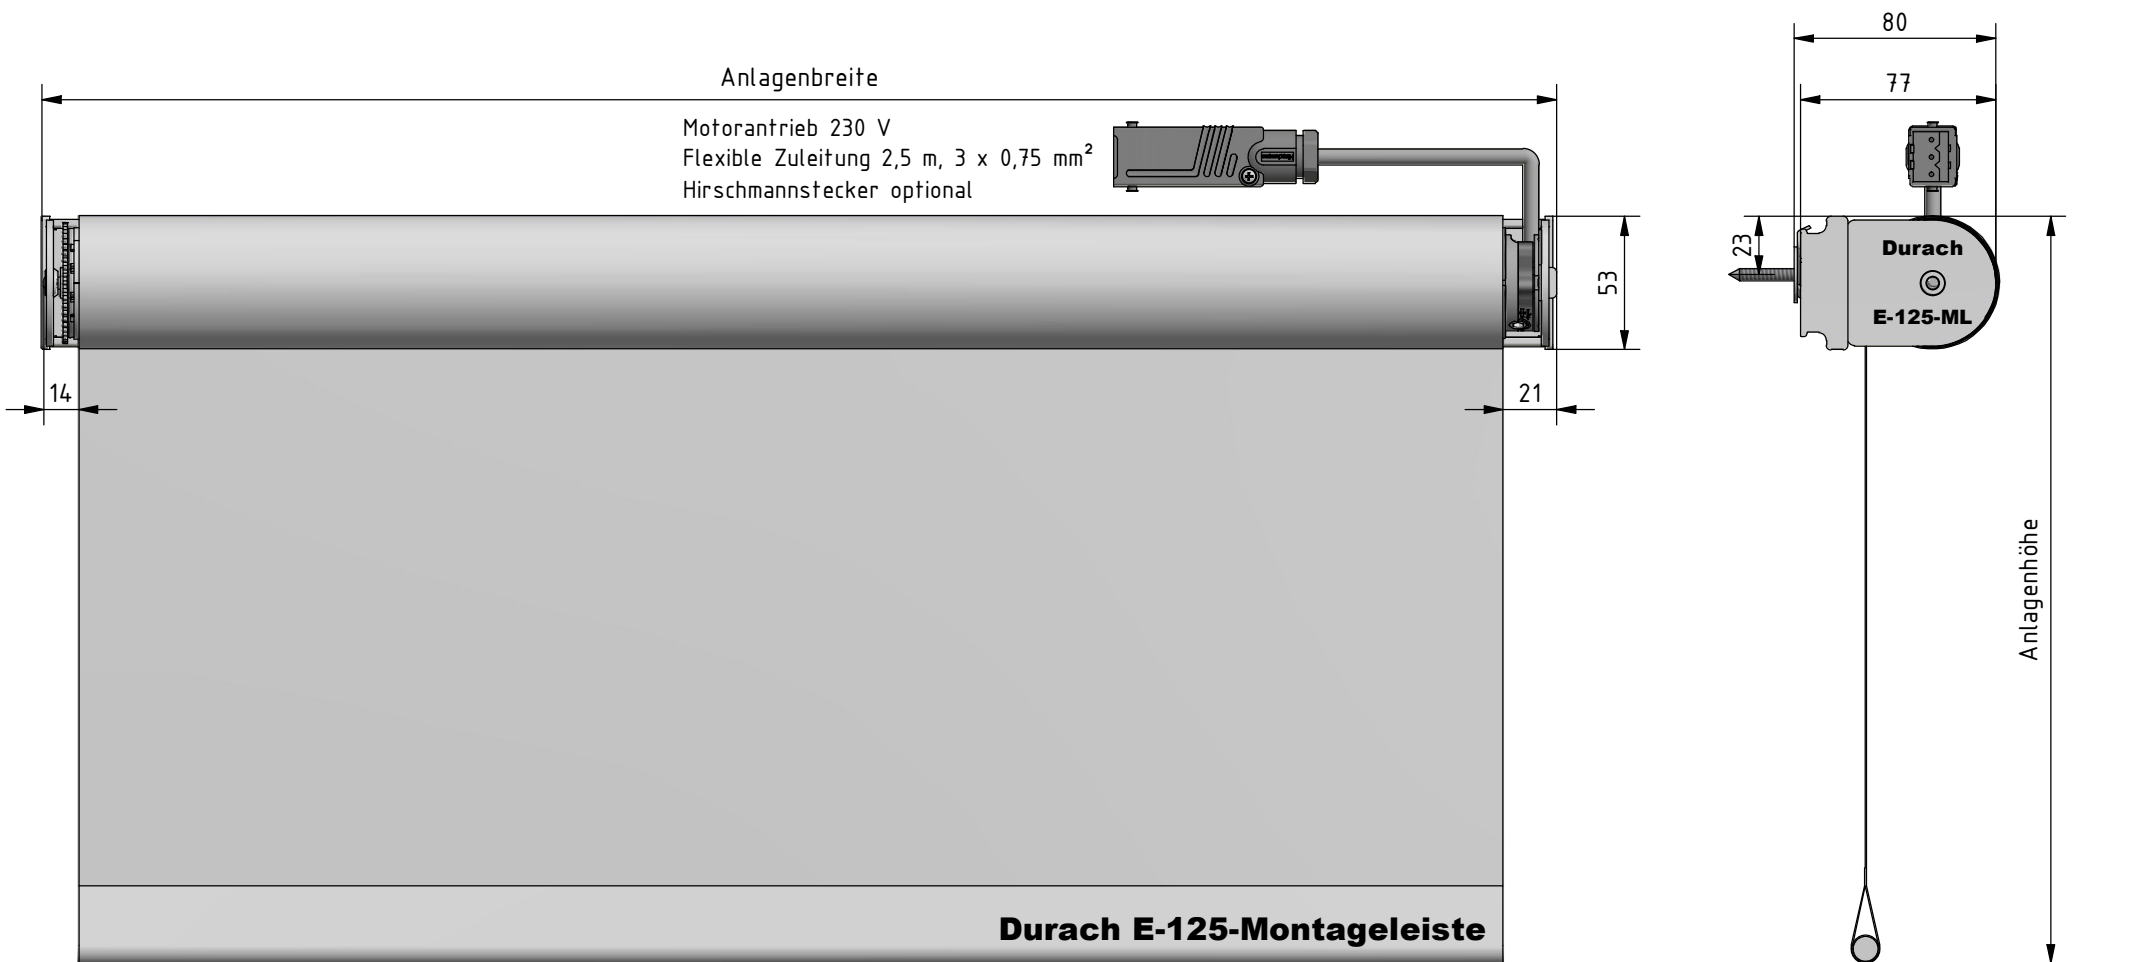 Anlagenbreite
Motorantrieb 230 V
Flexible Zuleitung 2,5 m, 3 x 0,75 mm²
Hirschmannstecker optional
53
14
21
Durach E-125-Montageleiste
80
77
23
Durach
E-125-ML
Anlagenhöhe